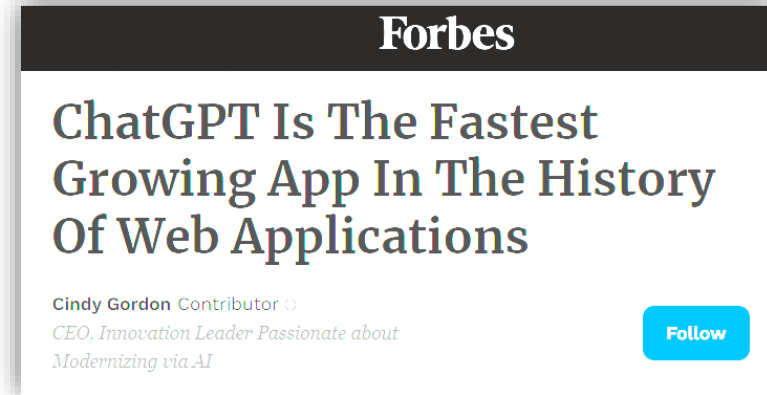 Forbes
ChatGPT Is The Fastest
Growing App In The History
Of Web Applications
Cindy Gordon Contributor
CEO, Innovation Leader Passionate about
Modernizing via AI
Follow